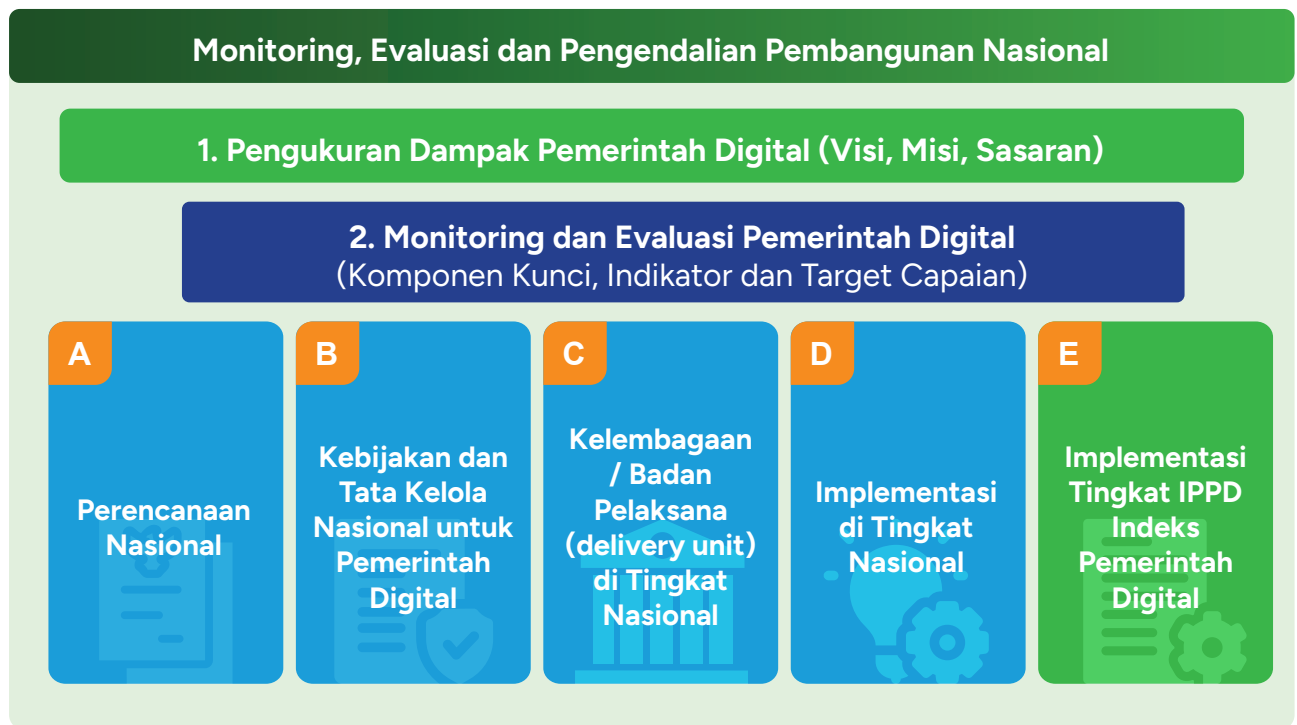 Monitoring, Evaluasi dan Pengendalian Pembangunan Nasional
1. Pengukuran Dampak Pemerintah Digital (Visi, Misi, Sasaran)
2. Monitoring dan Evaluasi Pemerintah Digital
(Komponen Kunci, Indikator dan Target Capaian)
A
Perencanaan
Nasional
B
Kebijakan dan
Tata Kelola
Nasional untuk
Pemerintah
Digital
C
Kelembagaan
/ Badan
Pelaksana
(delivery unit)
di Tingkat
Nasional
D
Implementasi
di Tingkat
Nasional
E
Implementasi
Tingkat IPPD
Indeks
Pemerintah
Digital